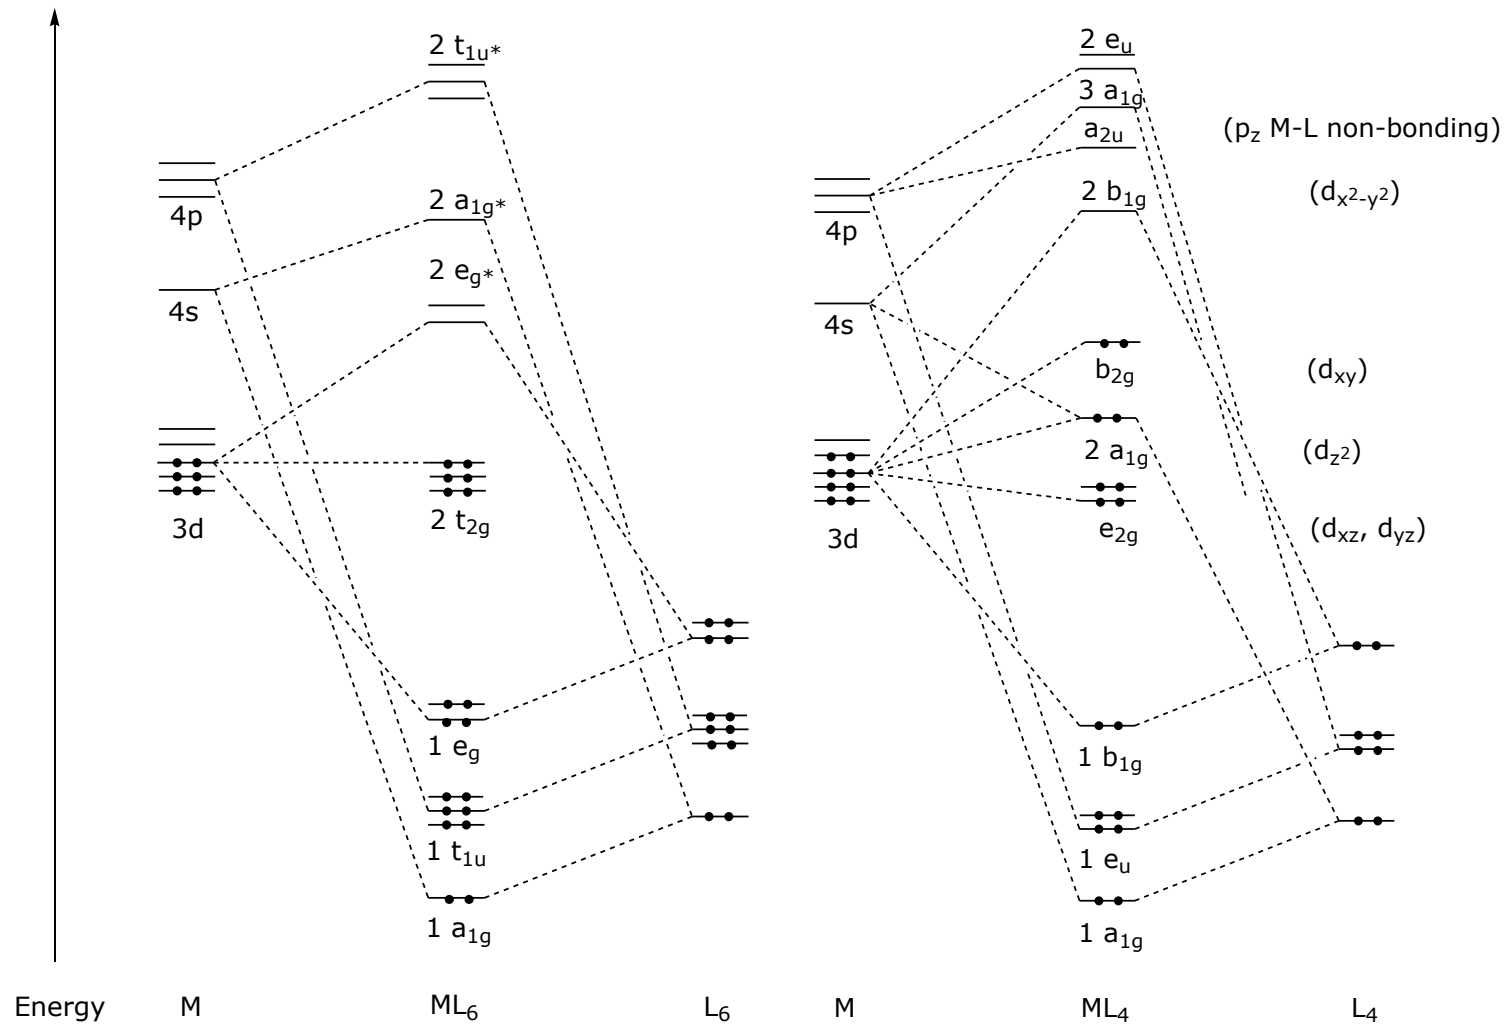 2 t1u*
4p
2 a1g*
2 eg*
4s
3d
2 t2g
1 eg
1 t1u
1 a1g
Energy
M
ML6
L6
2 eu
3 a1g
a2u
(pz M-L non-bonding)
4p
2 b1g
(dx2-y2)
4s
b2g
(dxy)
2 a1g
(dz2)
3d
e2g
(dxz, dyz)
1 b1g
1 eu
1 a1g
M
ML4
L4